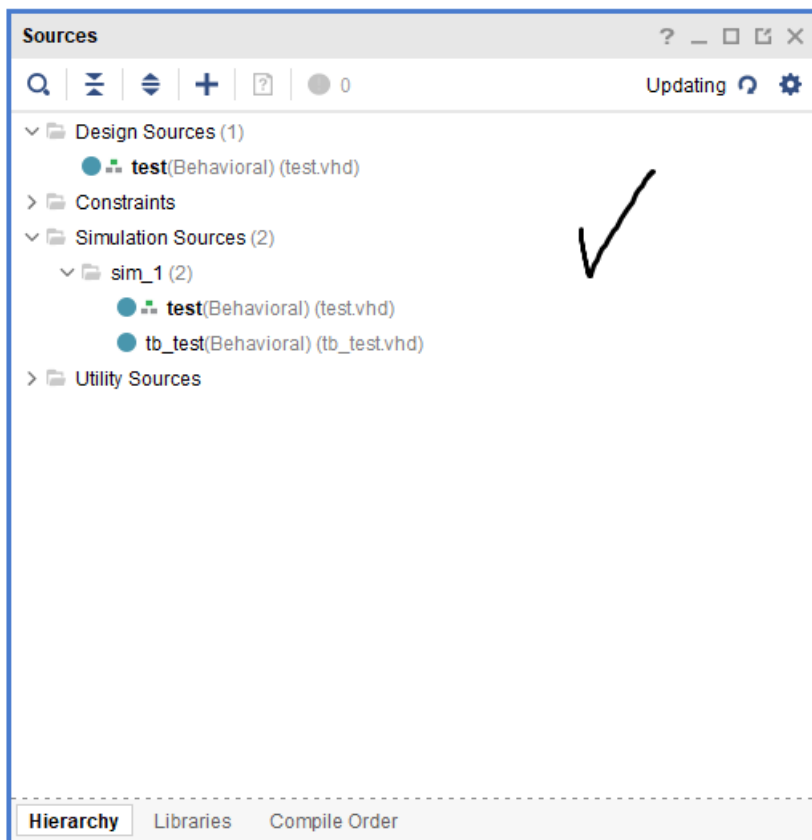 Sources
0 Updating
Design Sources (1)
test(Behavioral) (test.vhd)
Constraints
Simulation Sources (2)
sim_1 (2)
test(Behavioral) (test.vhd)
tb_test(Behavioral) (tb_test.vhd)
Utility Sources
Hierarchy Libraries Compile Order